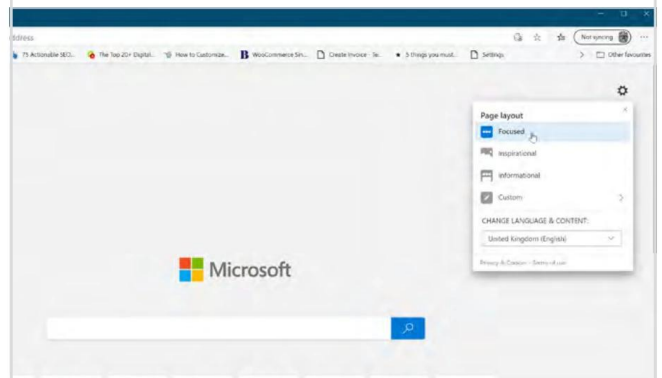 ddress
Not syncing
75 Actionable SEO... The Top 20+ Digital... How to Customize... WooCommerce Sin... Create Invoice - Te... 5 things you must... Settings Other favourites
Page layout
Focused
Inspirational
Informational
Custom
CHANGE LANGUAGE & CONTENT:
United Kingdom (English)
Microsoft
Privacy & Cookies Terms of use